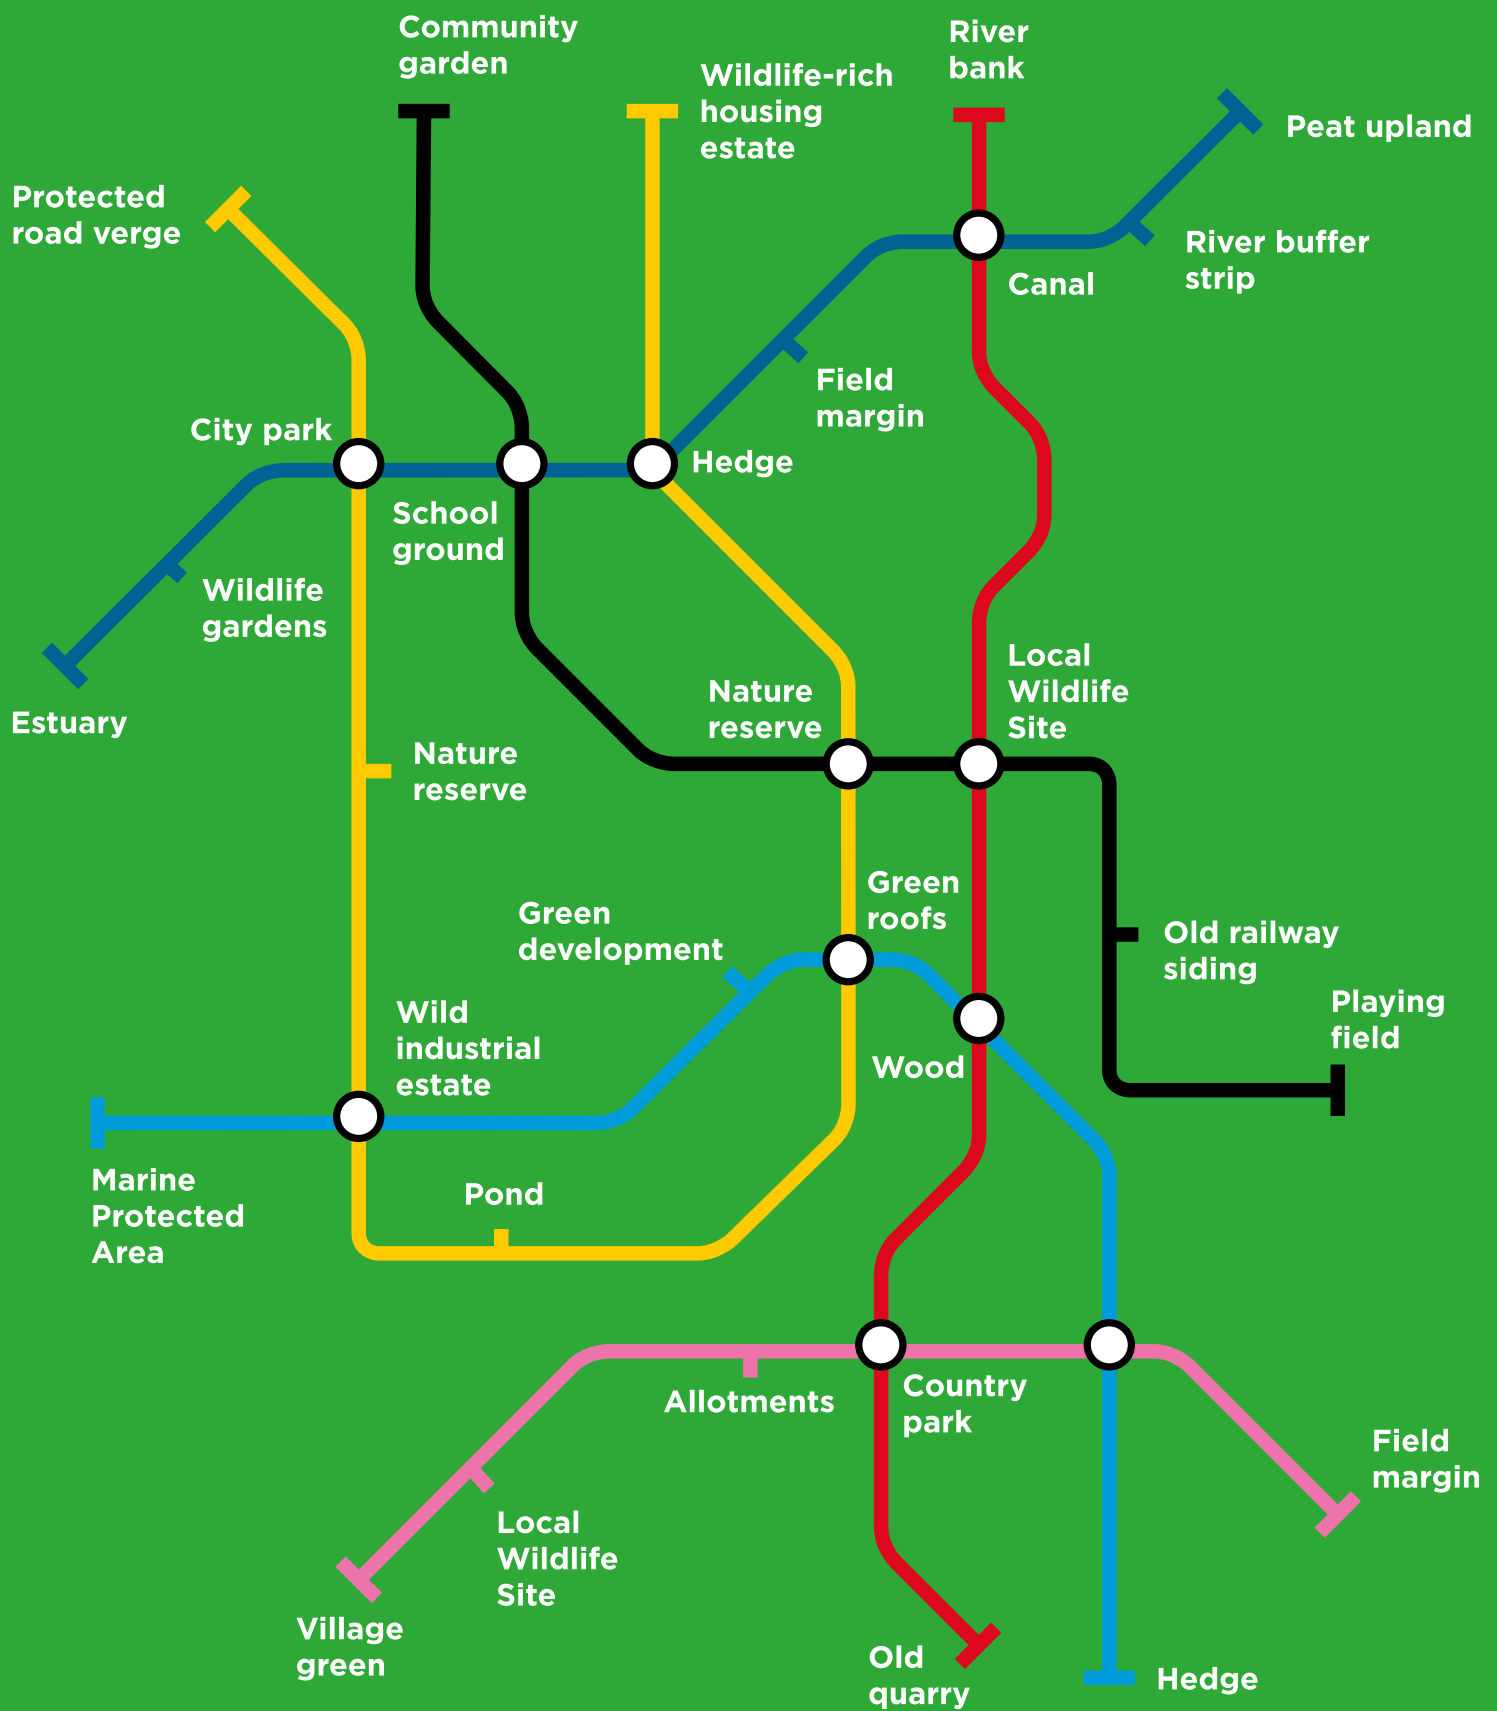 Community
garden
River
bank
Wildlife-rich
housing
estate
Peat upland
Protected
road verge
River buffer
strip
Canal
Field
margin
City park
Hedge
School
ground
Wildlife
gardens
Estuary
Local
Wildlife
Site
Nature
reserve
Nature
reserve
Green
roofs
Green
development
Old railway
siding
Playing
field
Wild
industrial
estate
Wood
Marine
Protected
Area
Pond
Allotments
Country
park
Field
margin
Local
Wildlife
Site
Village
green
Old
quarry
Hedge